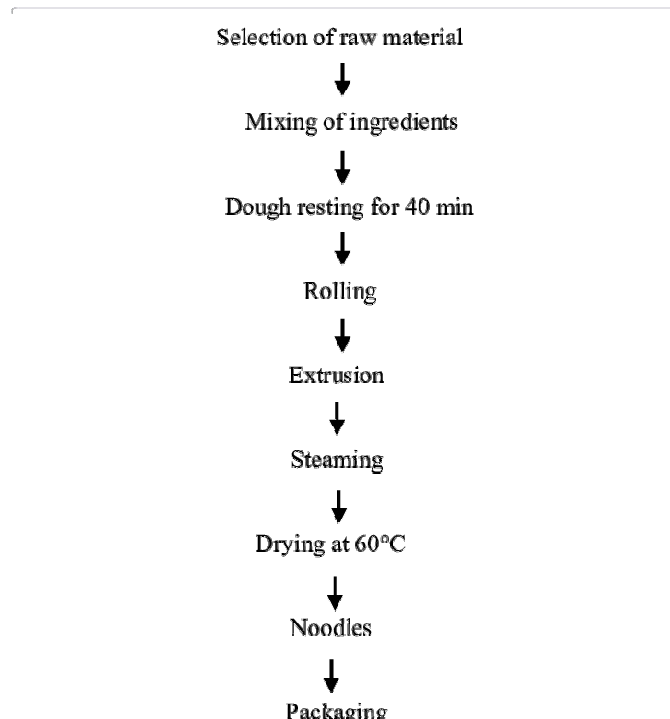 Selection of raw material
Mixing of ingredients
Dough resting for 40 min
Rolling
Extrusion
Steaming
Drying at 60°C
Noodles
Packaging